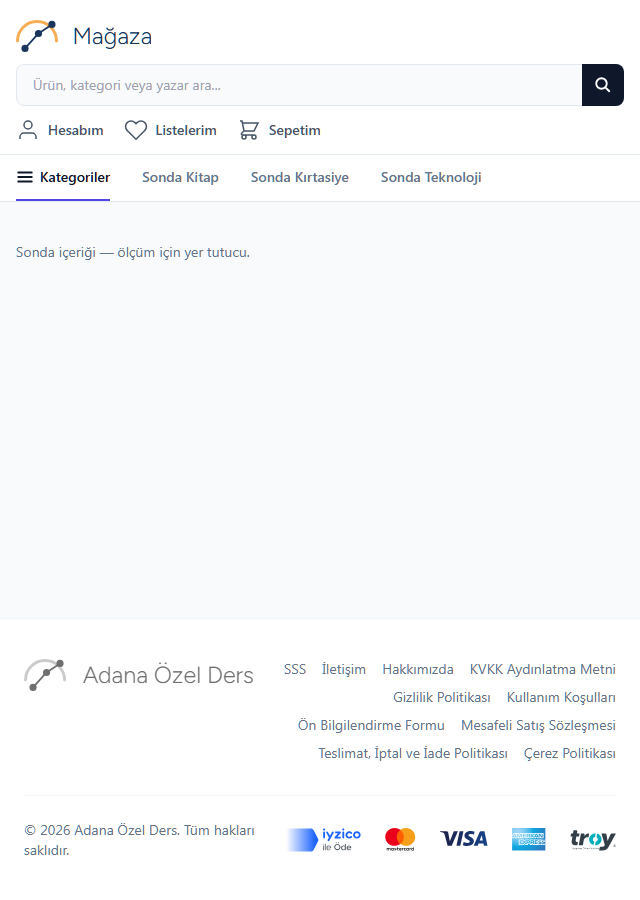 Mağaza
Ürün, kategori veya yazar ara...
Hesabım Listelerim Sepetim
Kategoriler Sonda Kitap Sonda Kırtasiye Sonda Teknoloji
Sonda içeriği — ölçüm için yer tutucu.
Adana Özel Ders
SSS İletişim Hakkımızda KVKK Aydınlatma Metni
Gizlilik Politikası Kullanım Koşulları
Ön Bilgilendirme Formu Mesafeli Satış Sözleşmesi
Teslimat, İptal ve İade Politikası Çerez Politikası
© 2026 Adana Özel Ders. Tüm hakları
saklıdır.
iyzico
ile Öde
mastercard
VISA
AMERICAN
EXPRESS
troy